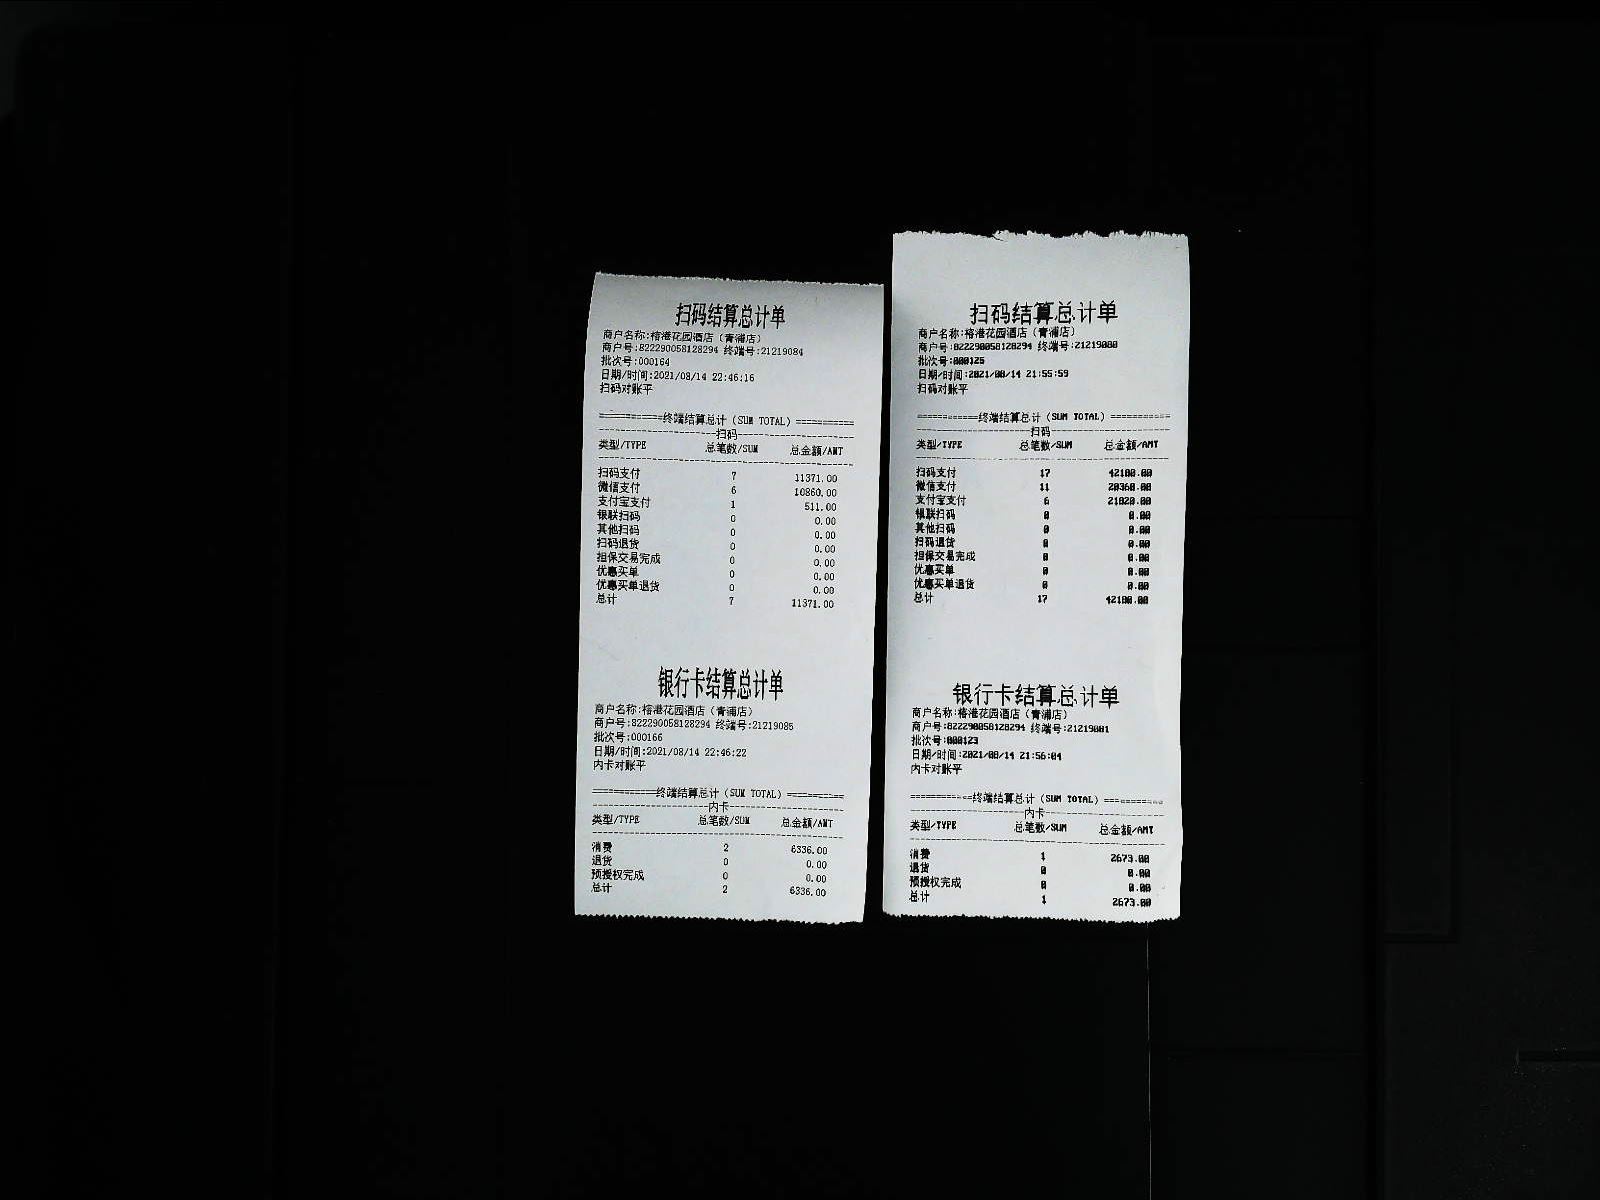 扫码结算总计单
商户名称:榕港花园酒店（青浦店）
商户号:822290058128294 终端号:21219084
批次号:000164
日期/时间:2021/08/14 22:46:16
扫码对账平
============终端结算总计（SUM TOTAL）===========
------------------------扫码------------------------
类型/TYPE 总笔数/SUM 总金额/AMT
扫码支付 7 11371.00
微信支付 6 10860.00
支付宝支付 1 511.00
银联扫码 0 0.00
其他扫码 0 0.00
扫码退货 0 0.00
担保交易完成 0 0.00
优惠买单 0 0.00
优惠买单退货 0 0.00
总计 7 11371.00
银行卡结算总计单
商户名称:榕港花园酒店（青浦店）
商户号:822290058128294 终端号:21219085
批次号:000166
日期/时间:2021/08/14 22:46:22
内卡对账平
============终端结算总计（SUM TOTAL）===========
------------------------内卡------------------------
类型/TYPE 总笔数/SUM 总金额/AMT
消费 2 6336.00
退货 0 0.00
预授权完成 0 0.00
总计 2 6336.00
扫码结算总计单
商户名称:榕港花园酒店（青浦店）
商户号:822290058128294 终端号:21219080
批次号:000125
日期/时间:2021/08/14 21:55:59
扫码对账平
============终端结算总计（SUM TOTAL）===========
------------------------扫码------------------------
类型/TYPE 总笔数/SUM 总金额/AMT
扫码支付 17 42180.00
微信支付 11 20360.00
支付宝支付 6 21820.00
银联扫码 0 0.00
其他扫码 0 0.00
扫码退货 0 0.00
担保交易完成 0 0.00
优惠买单 0 0.00
优惠买单退货 0 0.00
总计 17 42180.00
银行卡结算总计单
商户名称:榕港花园酒店（青浦店）
商户号:822290058128294 终端号:21219081
批次号:000123
日期/时间:2021/08/14 21:56:04
内卡对账平
============终端结算总计（SUM TOTAL）===========
------------------------内卡------------------------
类型/TYPE 总笔数/SUM 总金额/AMT
消费 1 2673.00
退货 0 0.00
预授权完成 0 0.00
总计 1 2673.00